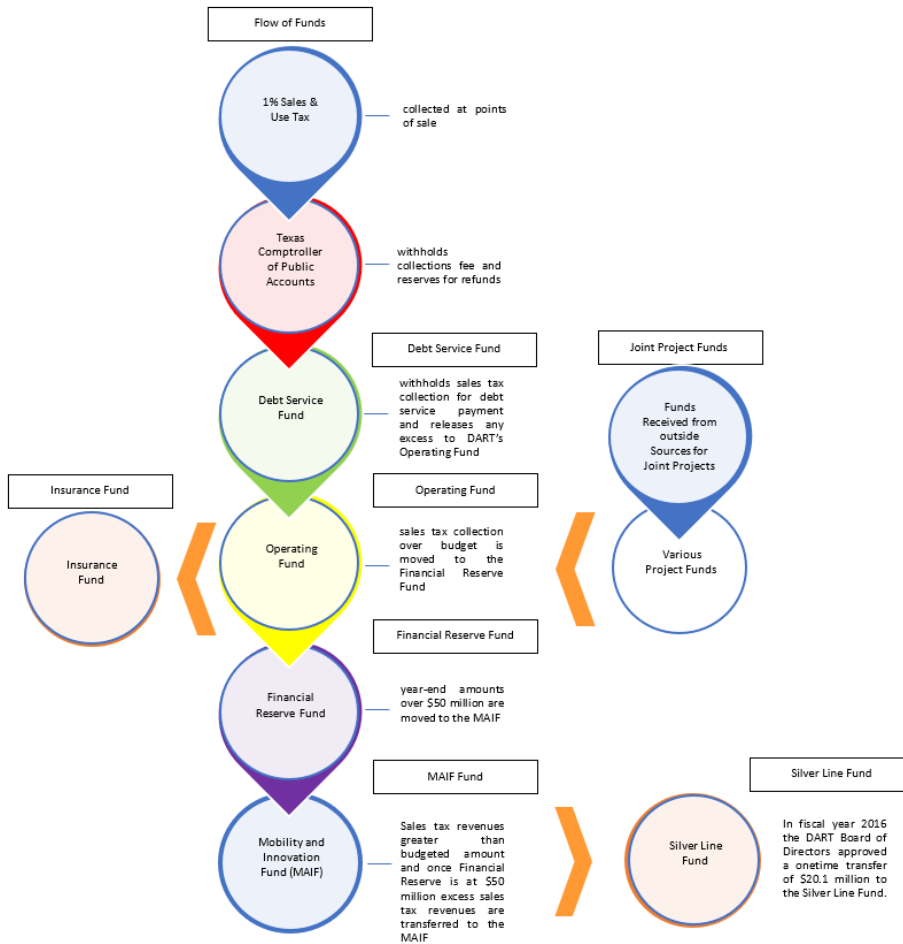 Flow of Funds
1% Sales &
Use Tax
collected at points
of sale
Texas
Comptroller
of Public
Accounts
withholds
collections fee and
reserves for refunds
Debt Service Fund
Joint Project Funds
Debt Service
Fund
withholds sales tax
collection for debt
service payment
and releases any
excess to DART's
Operating Fund
Funds
Received from
outside
Sources for
Joint Projects
Insurance Fund
Operating Fund
Insurance
Fund
Operating
Fund
sales tax collection
over budget is
moved to the
Financial Reserve
Fund
Various
Project Funds
Financial Reserve Fund
Financial
Reserve Fund
year-end amounts
over $50 million are
moved to the MAIF
MAIF Fund
Silver Line Fund
Mobility and
Innovation
Fund (MAIF)
Sales tax revenues
greater than
budgeted amount
and once Financial
Reserve is at $50
million excess sales
tax revenues are
transferred to the
MAIF
Silver Line
Fund
In fiscal year 2016
the DART Board of
Directors approved
a onetime transfer
of $20.1 million to
the Silver Line Fund.